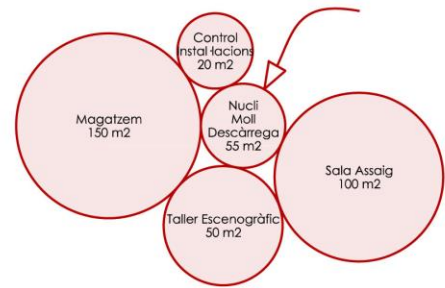 Control
Instal·lacions
20 m2
Nucli
Moll
Descàrrega
55 m2
Magatzem
150 m2
Sala Assaig
100 m2
Taller Escenogràfic
50 m2